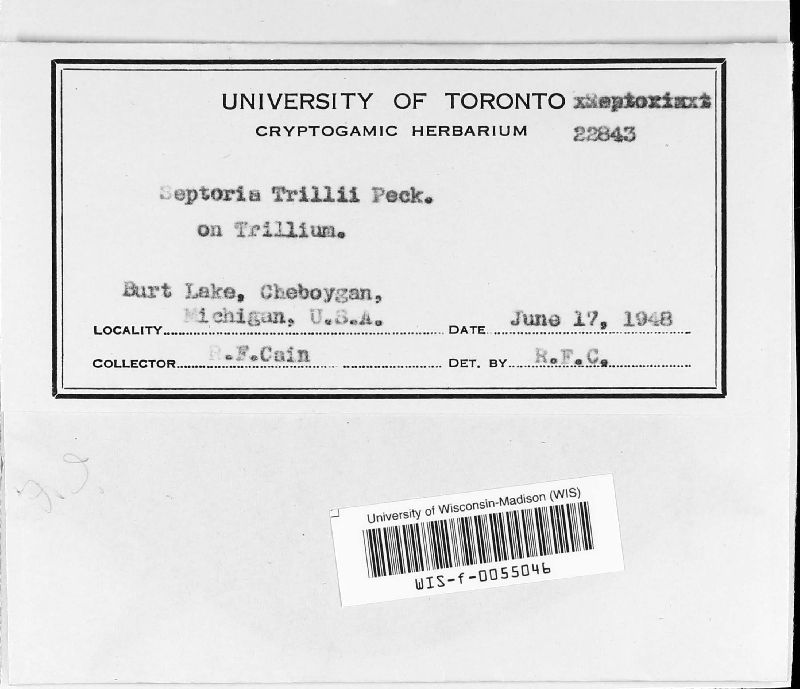 UNIVERSITY OF TORONTO
CRYPTOGAMIC HERBARIUM 22843
Septoria Trillii Peck.
on Trillium.
Burt Lake, Cheboygan,
Michigan, U.S.A.
LOCALITY DATE June 17, 1948
COLLECTOR R.F.Cain DET. BY R.F.C.
University of Wisconsin-Madison (WIS)
WIS-f-0055046